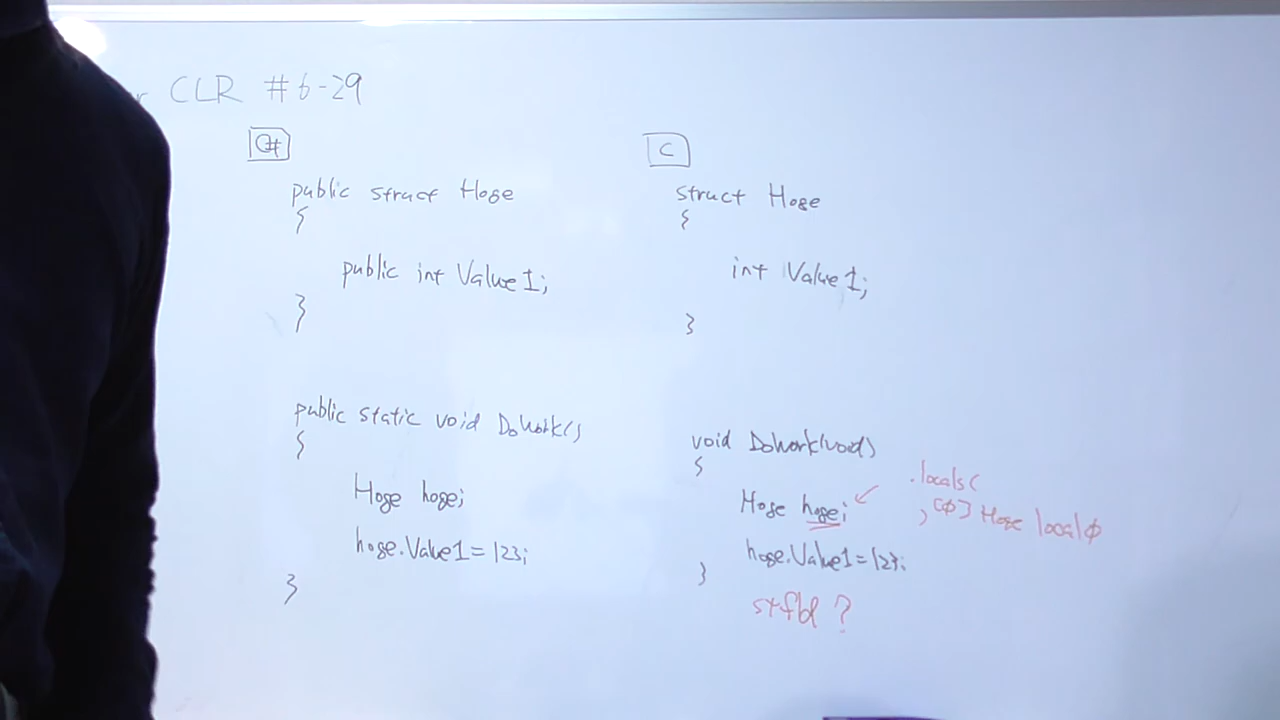 r CLR #6-29
C#
public struct Hoge
{
public int Value1;
}
public static void DoWork()
{
Hoge hoge;
hoge.Value1=123;
}
C
struct Hoge
{
int Value1;
}
void DoWork(void)
{
Hoge hoge;
hoge.Value1=123;
}
stfld ?
.locals(
[0] Hoge local0
)